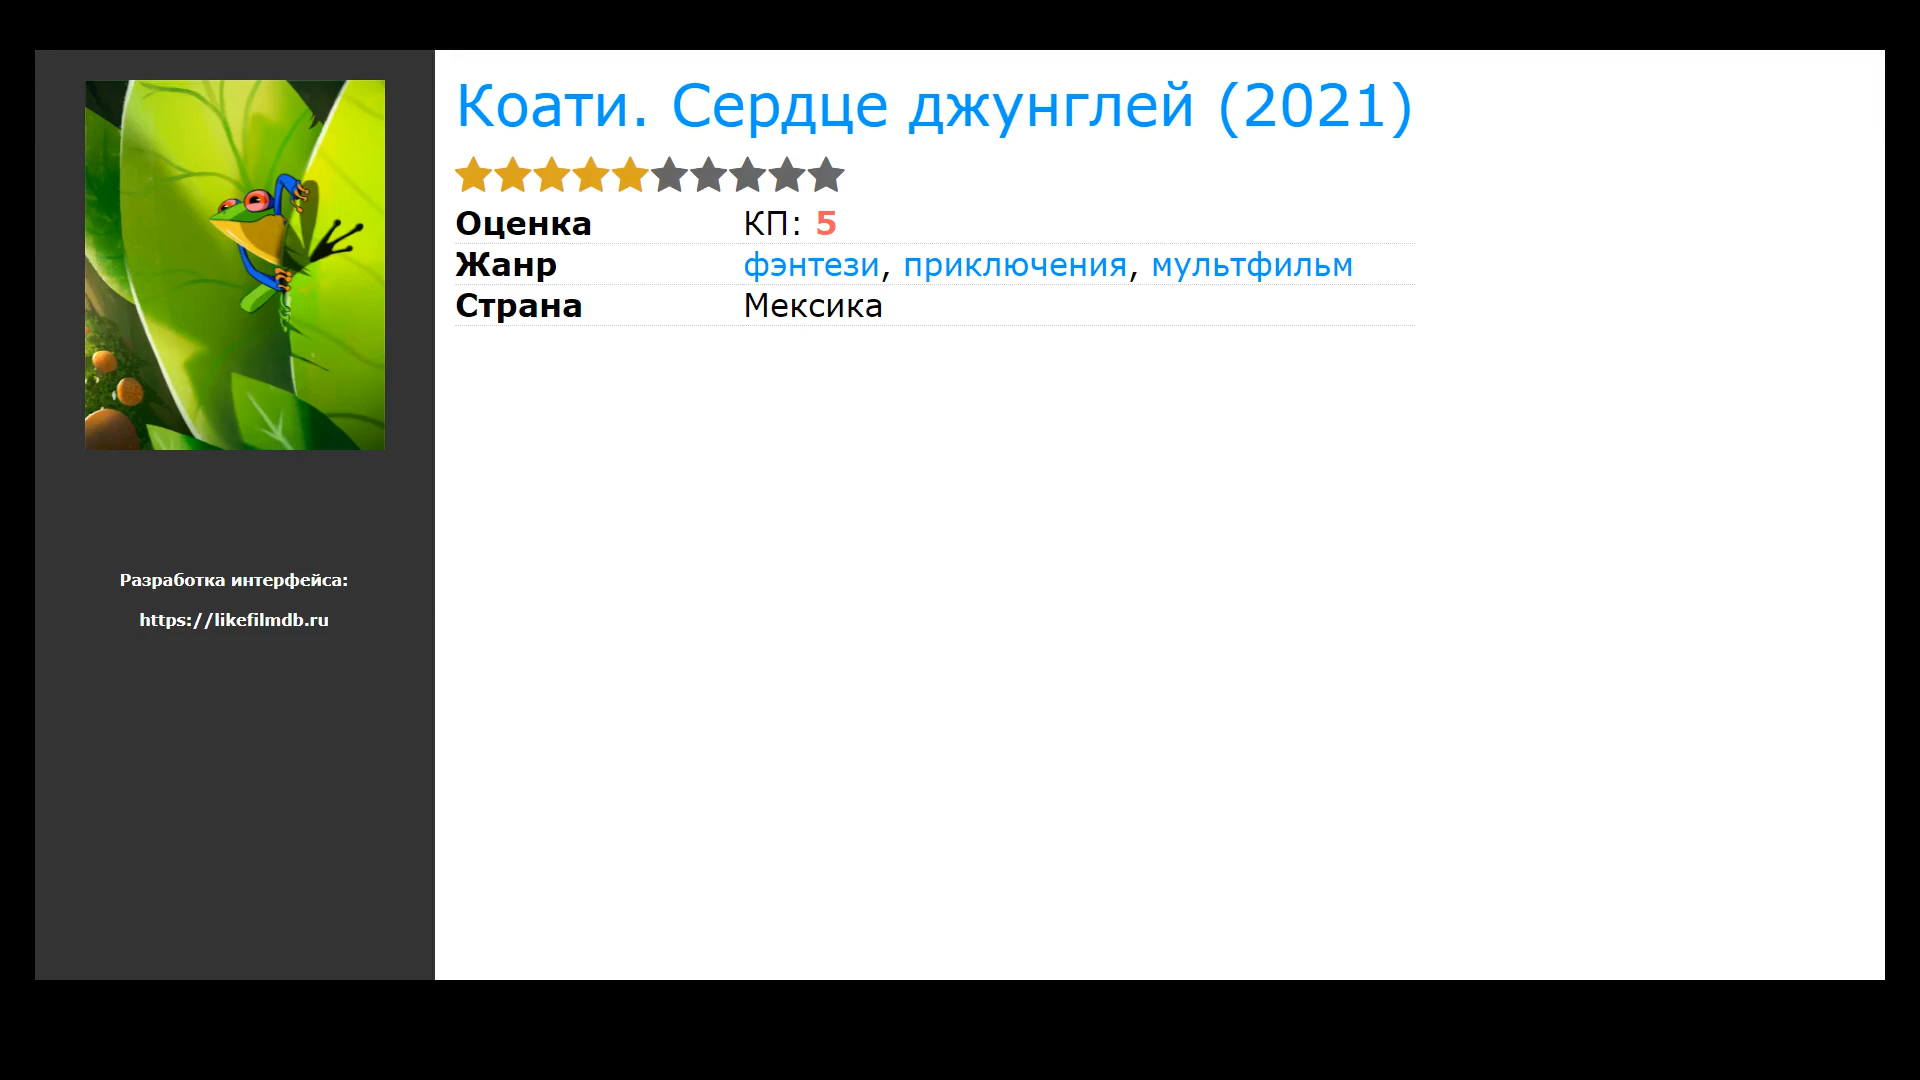 Коати. Сердце джунглей (2021)
Оценка КП: 5
Жанр фэнтези, приключения, мультфильм
Страна Мексика
Разработка интерфейса:
https://likefilmdb.ru